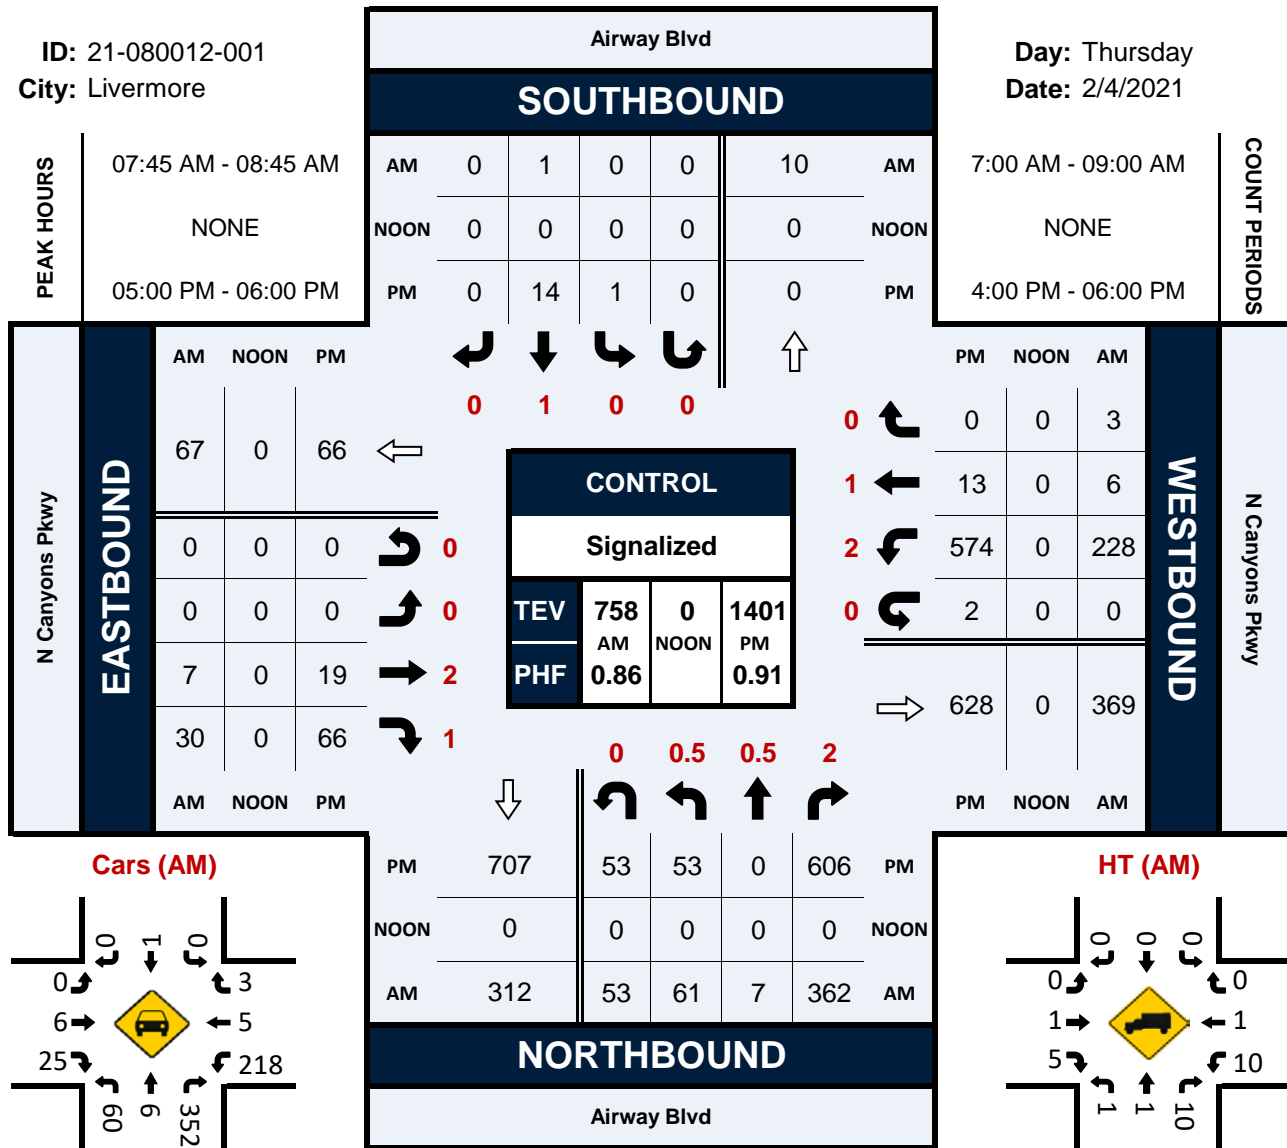 Airway Blvd
ID: 21-080012-001
City: Livermore
Day: Thursday
Date: 2/4/2021
SOUTHBOUND
PEAK HOURS
07:45 AM - 08:45 AM
NONE
05:00 PM - 06:00 PM
AM 0 1 0 0 10 AM
NOON 0 0 0 0 0 NOON
PM 0 14 1 0 0 PM
7:00 AM - 09:00 AM
NONE
4:00 PM - 06:00 PM
COUNT PERIODS
0 1 0 0
N Canyons Pkwy
EASTBOUND
AM NOON PM
67 0 66
0 0 0 0
0 0 0 0
7 0 19 2
30 0 66 1
AM NOON PM
CONTROL
Signalized
TEV 758 0 1401
AM NOON PM
PHF 0.86 0.91
PM NOON AM
0 0 0 3
1 13 0 6
2 574 0 228
0 2 0 0
628 0 369
PM NOON AM
WESTBOUND
N Canyons Pkwy
0 0.5 0.5 2
PM 707 53 53 0 606 PM
NOON 0 0 0 0 0 NOON
AM 312 53 61 7 362 AM
NORTHBOUND
Airway Blvd
Cars (AM)
0 1 0
0 3
6 5
25 218
60 6 352
HT (AM)
0 0 0
0 0
1 1
5 10
1 1 10